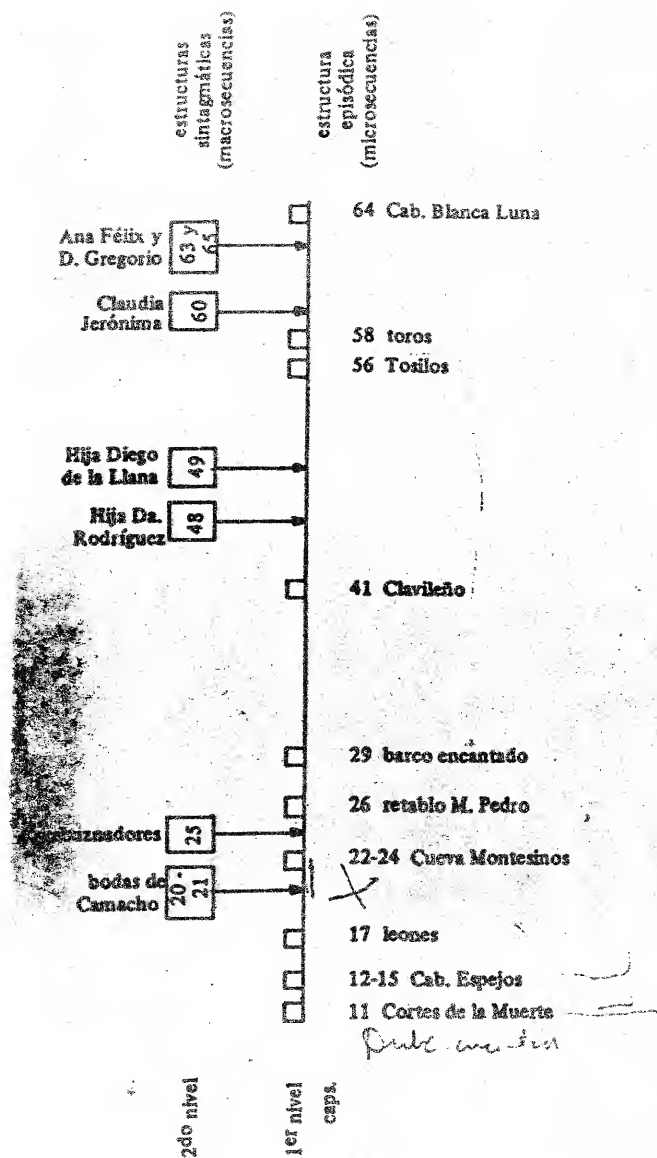 estructuras
sintagmáticas
(macrosecuencias)
estructura
episódica
(microsecuencias)
64 Cab. Blanca Luna
Ana Félix y
D. Gregorio
63 y
65
Claudia
Jerónima
60
58 toros
56 Tosilos
Hija Diego
de la Llana
49
Hija Da.
Rodríguez
48
41 Clavileño
29 barco encantado
26 retablo M. Pedro
25
22-24 Cueva Montesinos
bodas de
Camacho
20-
21
17 leones
12-15 Cab. Espejos
11 Cortes de la Muerte
2do nivel
1er nivel
caps.